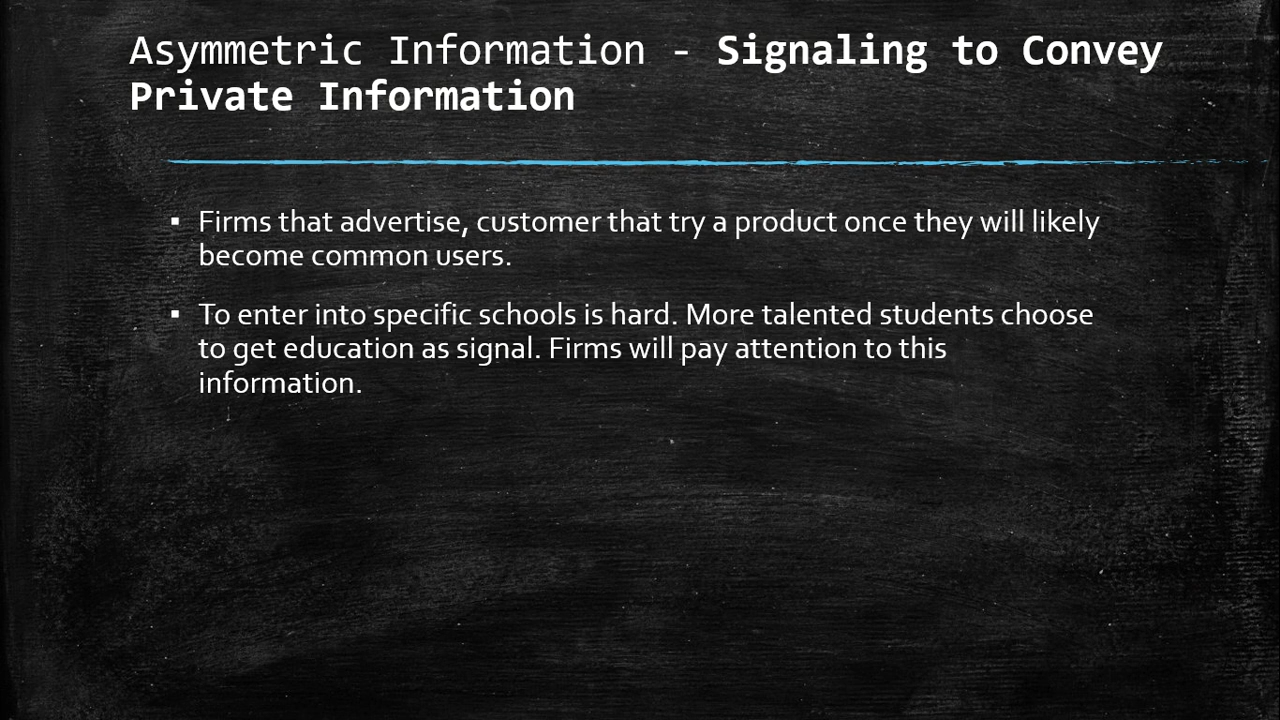 Asymmetric Information - Signaling to Convey
Private Information
▪ Firms that advertise, customer that try a product once they will likely
become common users.
▪ To enter into specific schools is hard. More talented students choose
to get education as signal. Firms will pay attention to this
information.